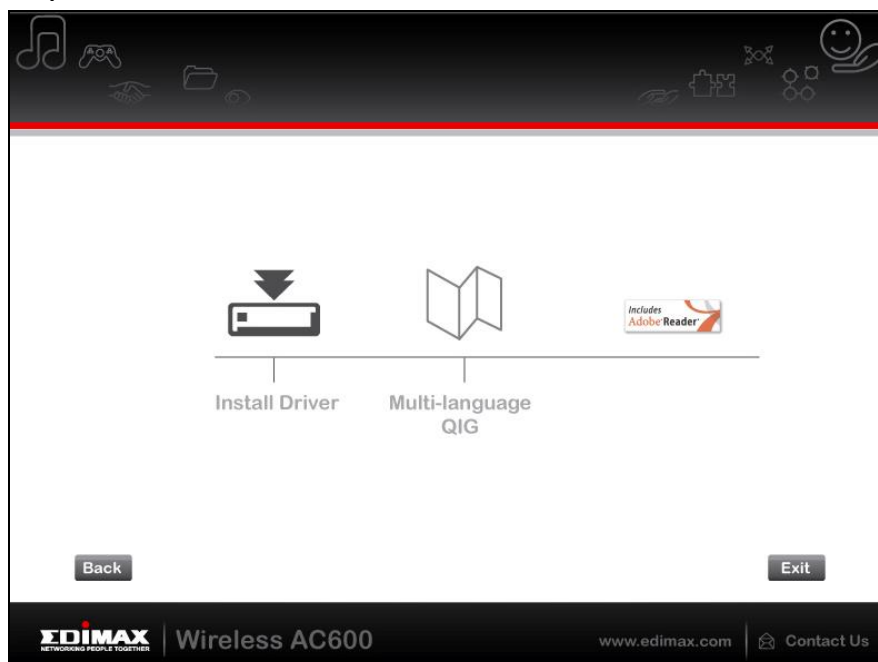 Includes
Adobe Reader
Install Driver
Multi-language
QIG
Back
Exit
EDIMAX
NETWORKING PEOPLE TOGETHER
Wireless AC600
www.edimax.com
Contact Us